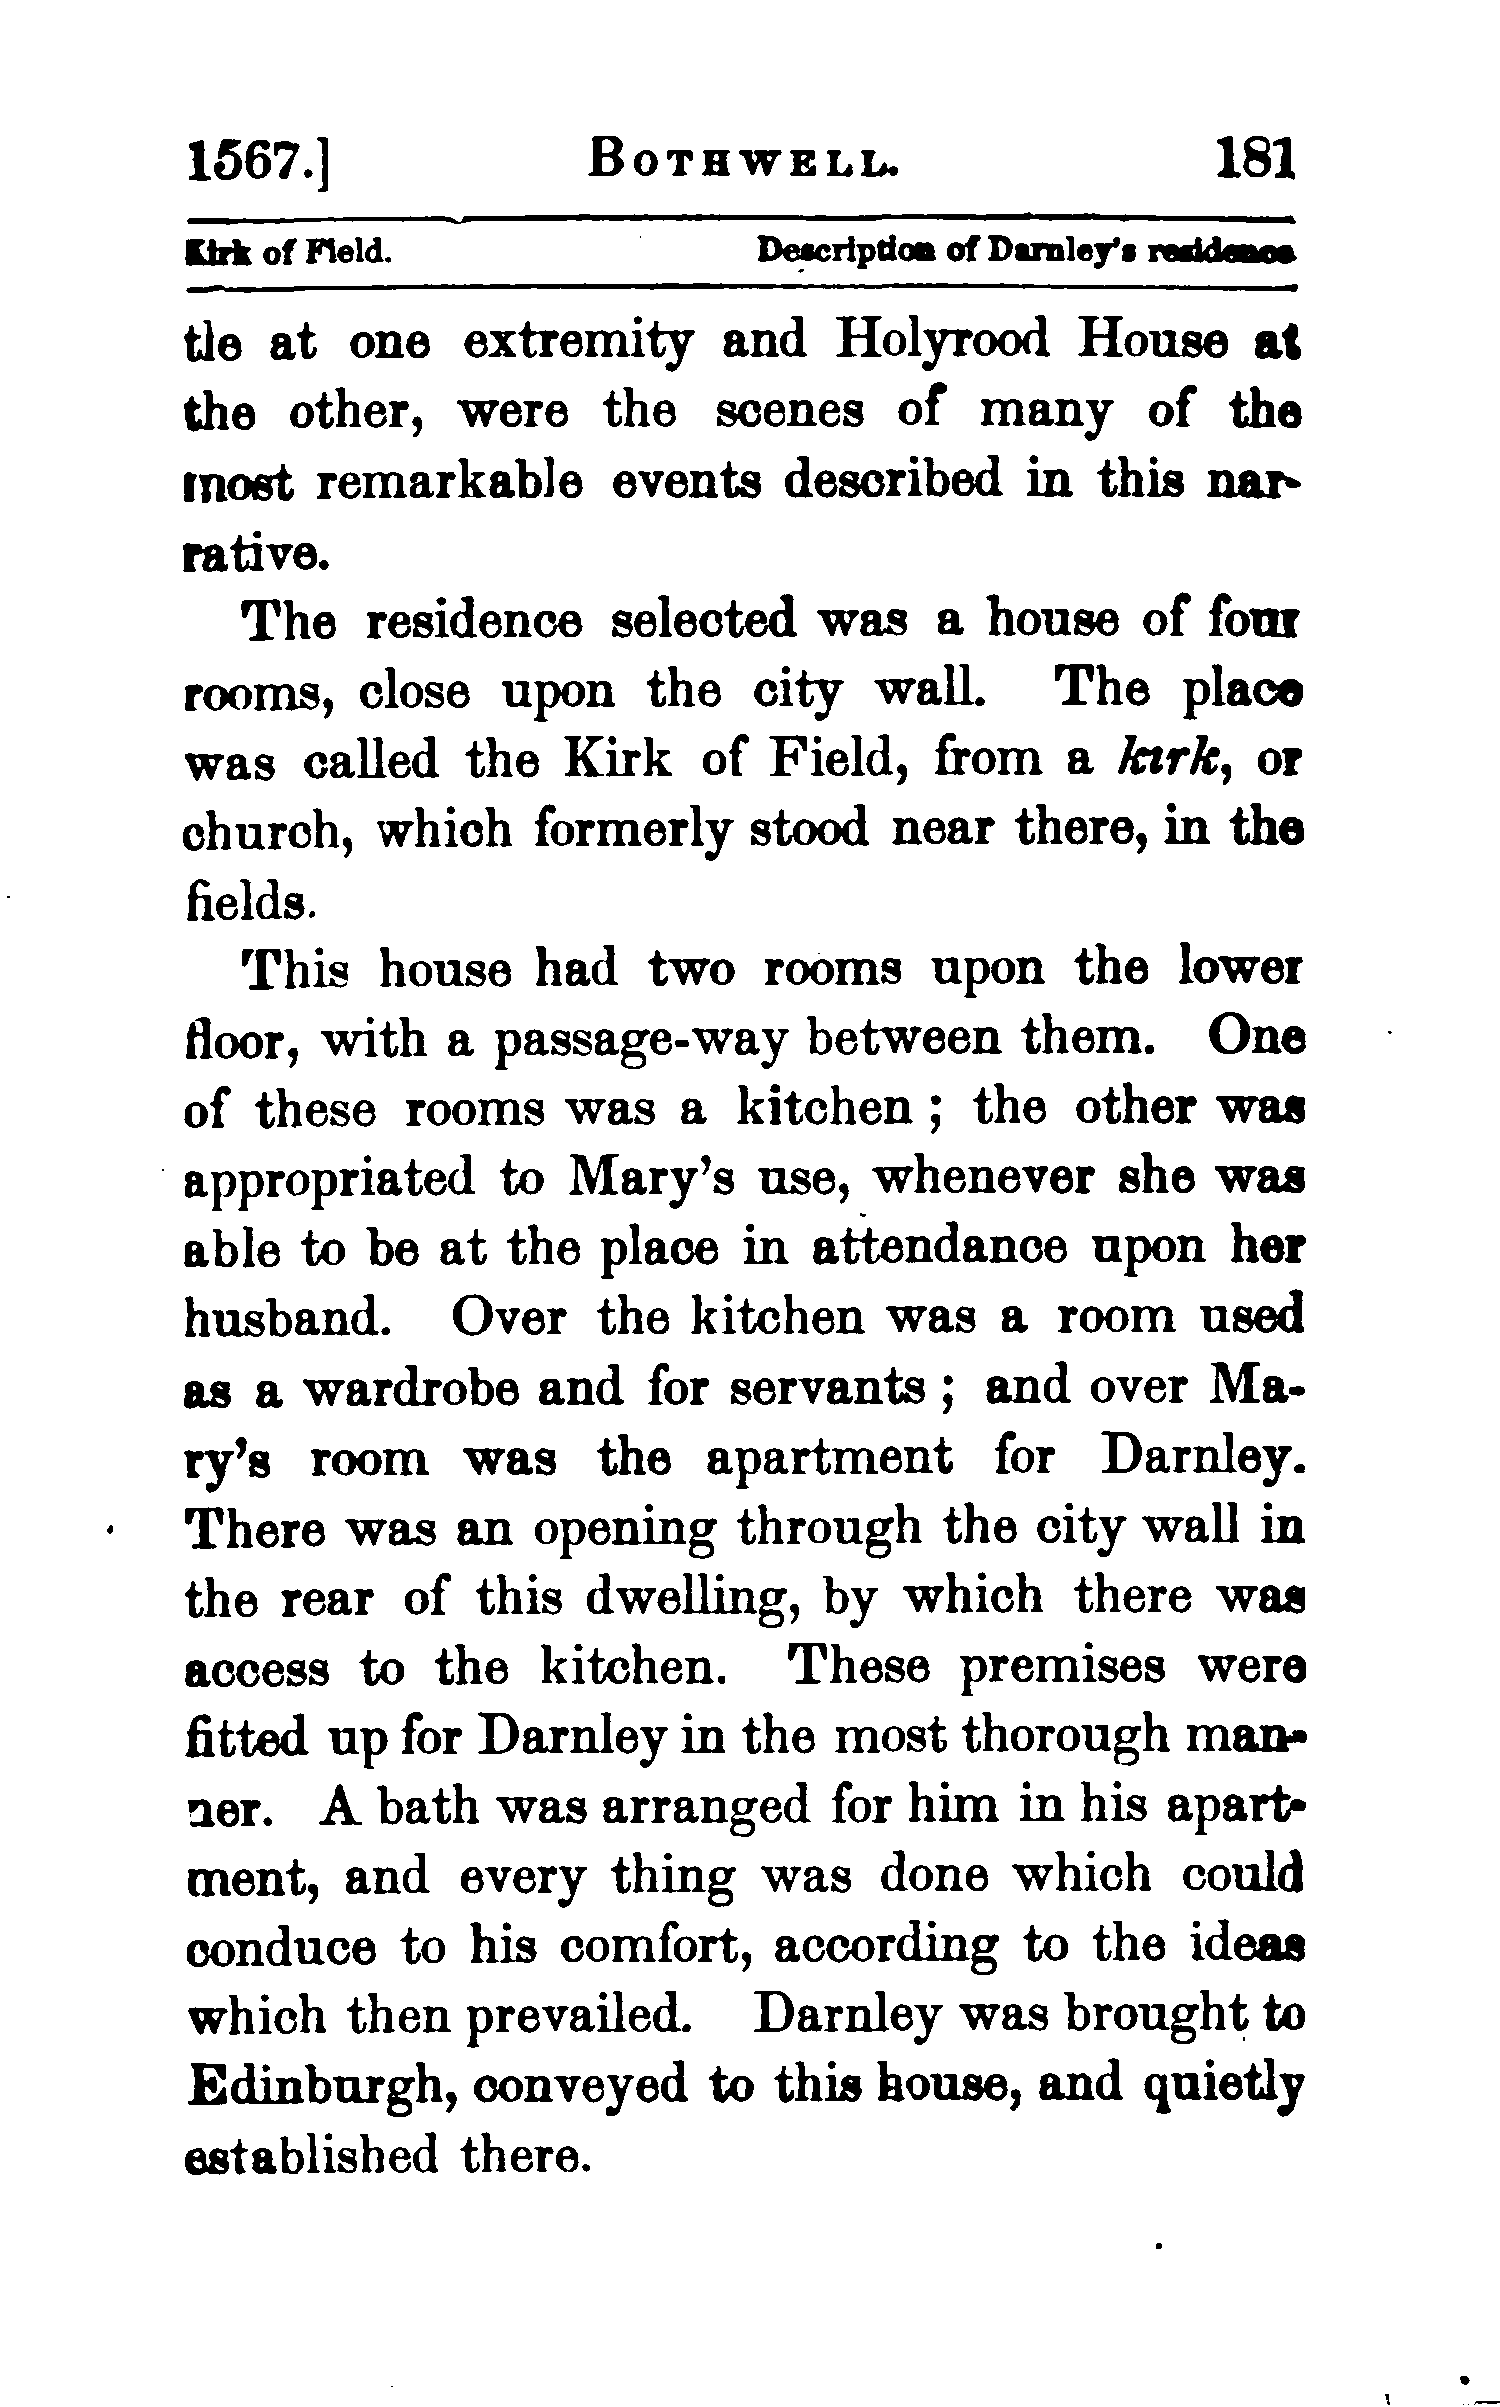 1567.] BOTHWELL. 181
Kirk of Field. Description of Darnley's residence
tle at one extremity and Holyrood House at
the other, were the scenes of many of the
most remarkable events described in this nar-
rative.
The residence selected was a house of four
rooms, close upon the city wall. The place
was called the Kirk of Field, from a kirk, or
church, which formerly stood near there, in the
fields.
This house had two rooms upon the lower
floor, with a passage-way between them. One
of these rooms was a kitchen ; the other was
appropriated to Mary's use, whenever she was
able to be at the place in attendance upon her
husband. Over the kitchen was a room used
as a wardrobe and for servants ; and over Ma-
ry's room was the apartment for Darnley.
There was an opening through the city wall in
the rear of this dwelling, by which there was
access to the kitchen. These premises were
fitted up for Darnley in the most thorough man-
ner. A bath was arranged for him in his apart-
ment, and every thing was done which could
conduce to his comfort, according to the ideas
which then prevailed. Darnley was brought to
Edinburgh, conveyed to this house, and quietly
established there.